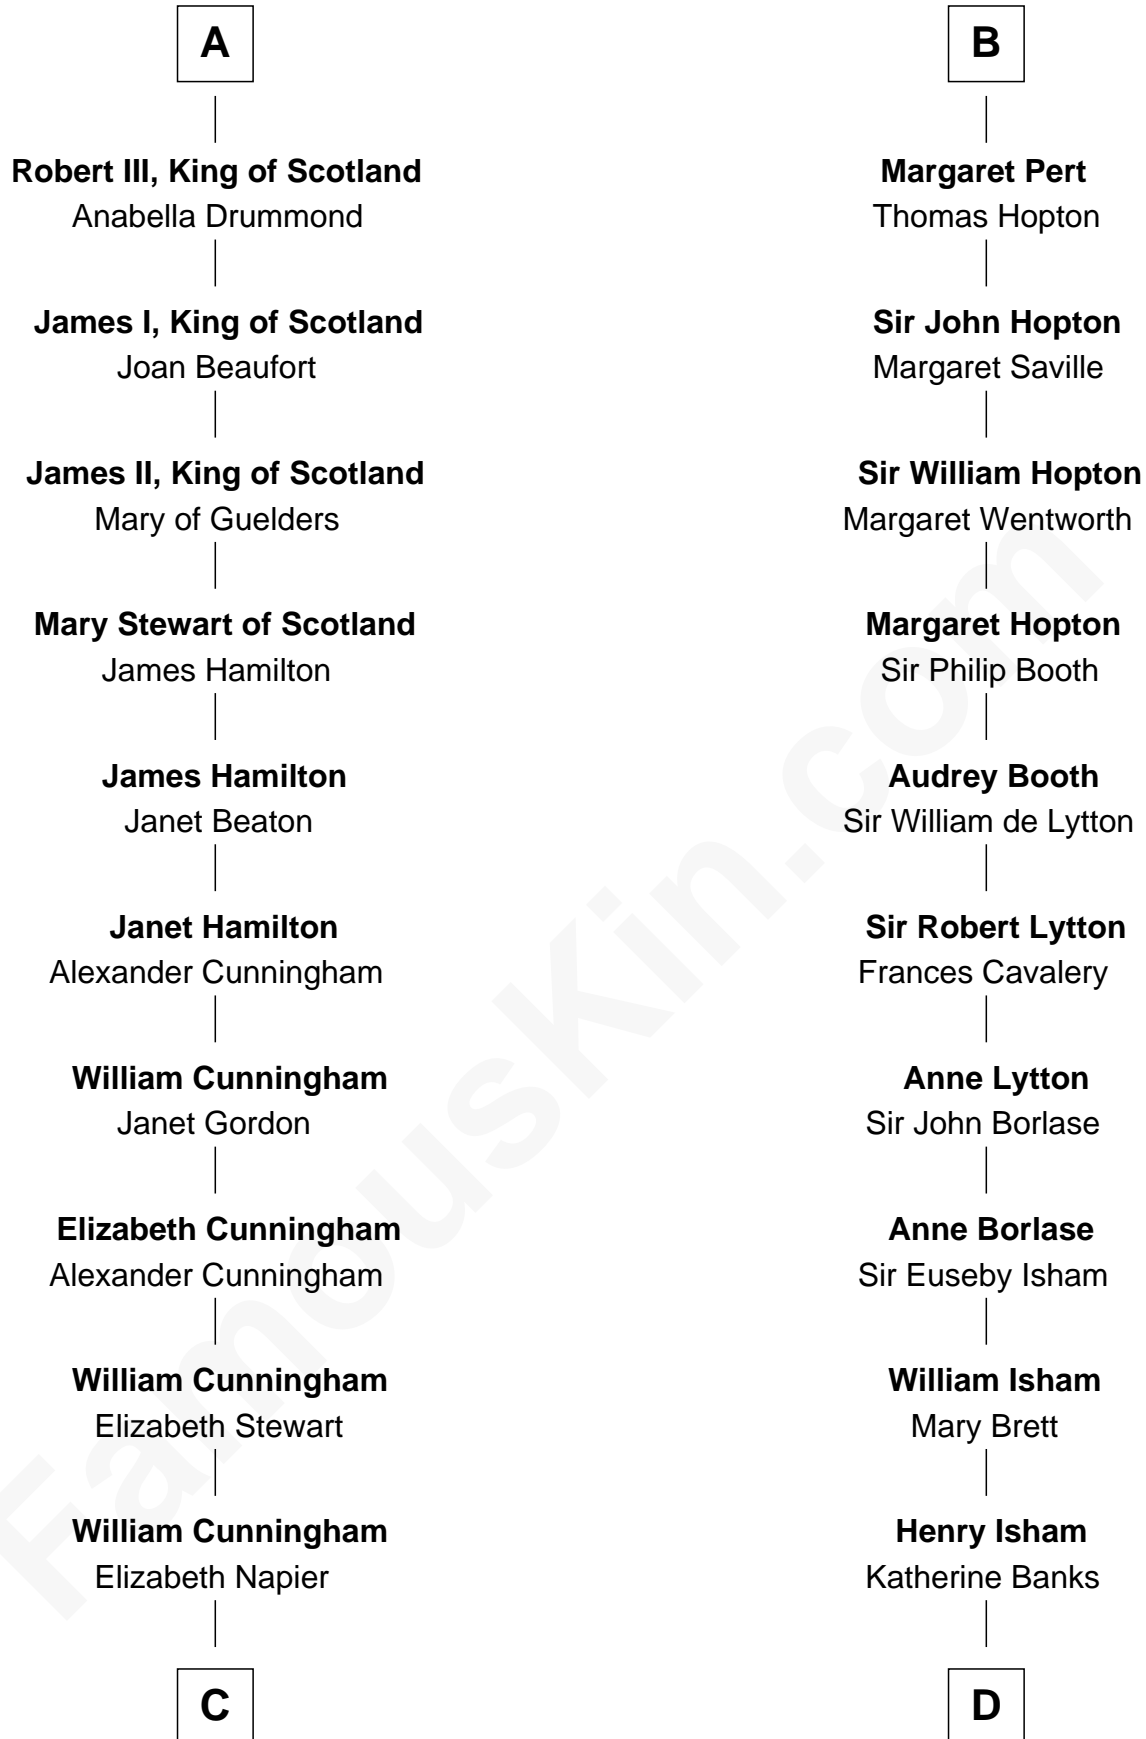 A
Robert III, King of Scotland
Anabella Drummond
James I, King of Scotland
Joan Beaufort
James II, King of Scotland
Mary of Guelders
Mary Stewart of Scotland
James Hamilton
James Hamilton
Janet Beaton
Janet Hamilton
Alexander Cunningham
William Cunningham
Janet Gordon
Elizabeth Cunningham
Alexander Cunningham
William Cunningham
Elizabeth Stewart
William Cunningham
Elizabeth Napier
C
B
Margaret Pert
Thomas Hopton
Sir John Hopton
Margaret Saville
Sir William Hopton
Margaret Wentworth
Margaret Hopton
Sir Philip Booth
Audrey Booth
Sir William de Lytton
Sir Robert Lytton
Frances Cavalery
Anne Lytton
Sir John Borlase
Anne Borlase
Sir Euseby Isham
William Isham
Mary Brett
Henry Isham
Katherine Banks
D
FamousKin.com